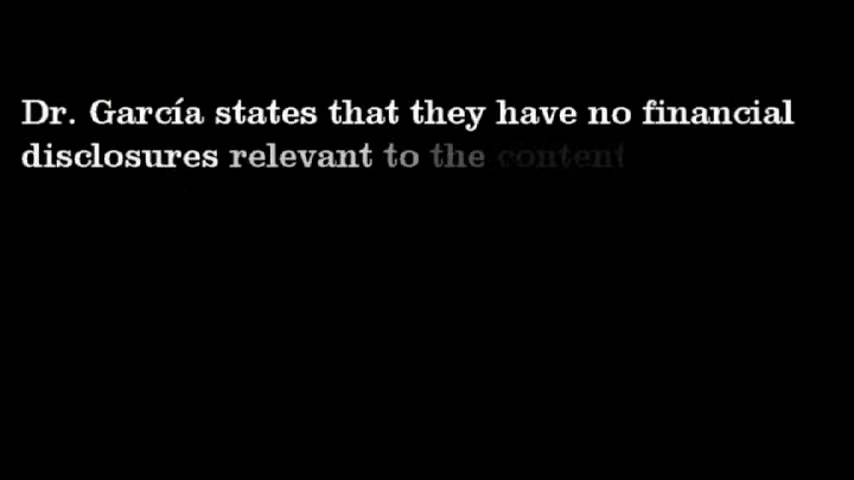 Dr. García states that they have no financial
disclosures relevant to the content